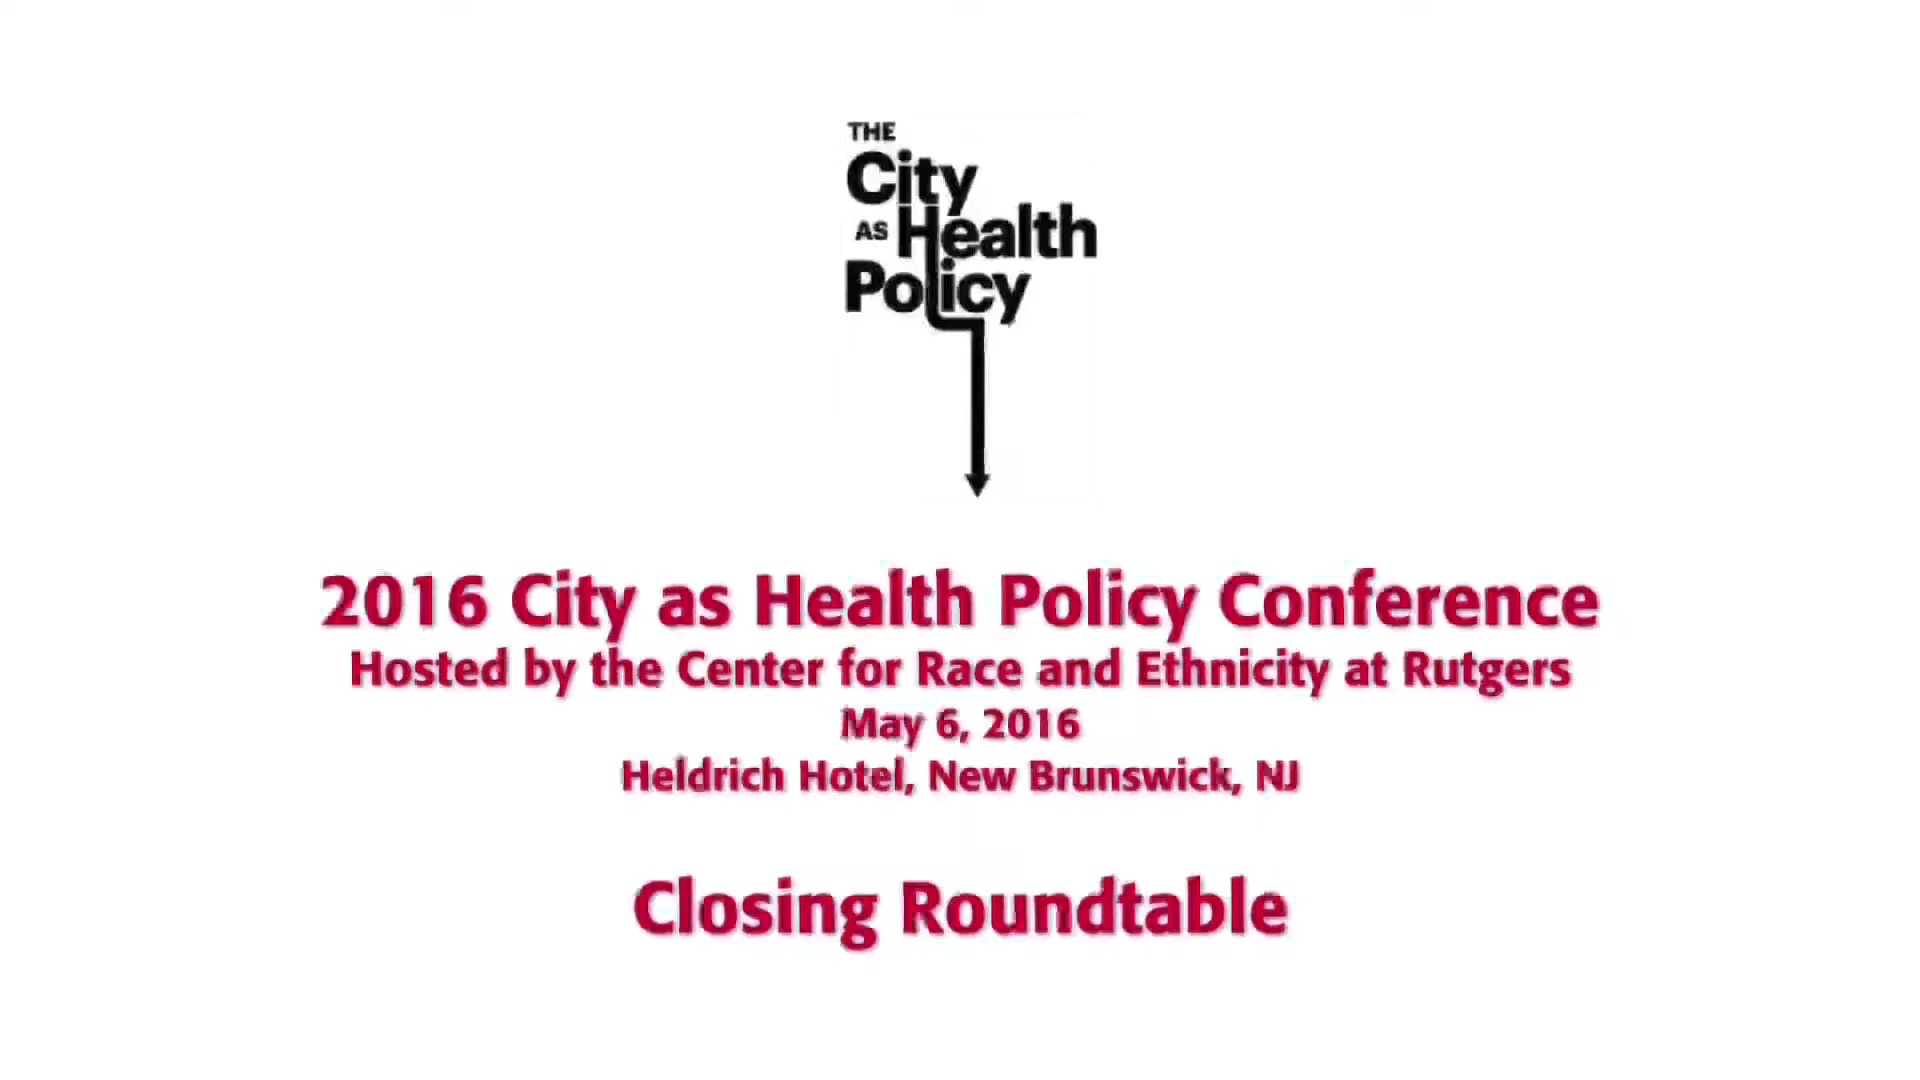 THE
City
AS Health
Policy
2016 City as Health Policy Conference
Hosted by the Center for Race and Ethnicity at Rutgers
May 6, 2016
Heldrich Hotel, New Brunswick, NJ
Closing Roundtable